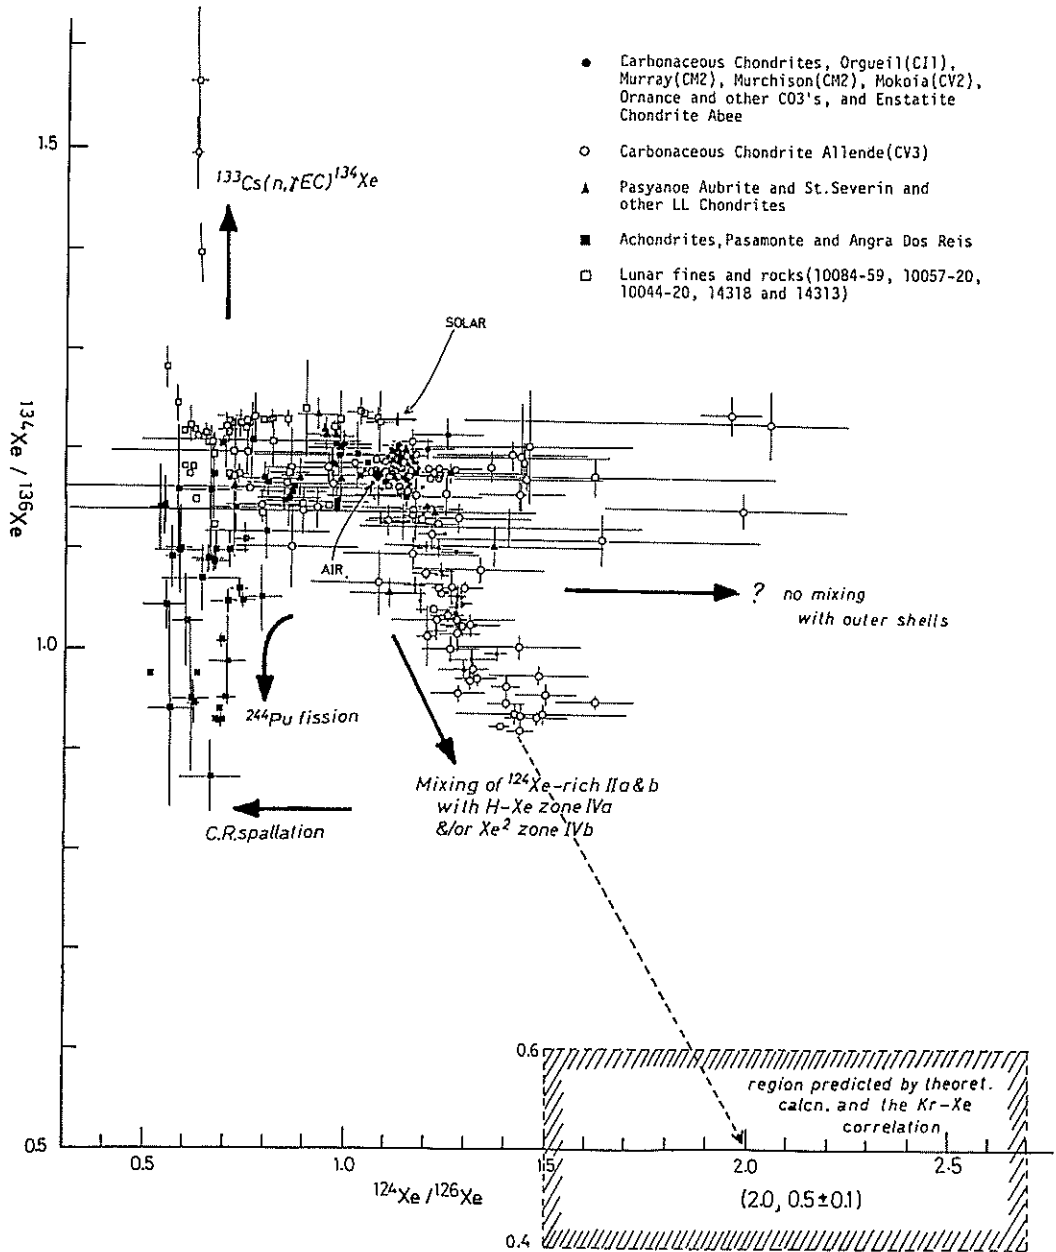 Carbonaceous Chondrites, Orgueil(CI1),
Murray(CM2), Murchison(CM2), Mokoia(CV2),
Ornance and other CO3's, and Enstatite
Chondrite Abee
Carbonaceous Chondrite Allende(CV3)
Pasyanoe Aubrite and St.Severin and
other LL Chondrites
Achondrites,Pasamonte and Angra Dos Reis
Lunar fines and rocks(10084-59, 10057-20,
10044-20, 14318 and 14313)
1.5
¹³³Cs(n,γEC)¹³⁴Xe
SOLAR
¹³⁴Xe / ¹³⁶Xe
AIR
? no mixing
with outer shells
1.0
²⁴⁴Pu fission
Mixing of ¹²⁴Xe-rich IIa & b
with H-Xe zone IVa
&/or Xe² zone IVb
C.R.spallation
0.6
region predicted by theoret.
calcn. and the Kr-Xe
correlation
0.5
0.5 1.0 1.5 2.0 2.5
¹²⁴Xe / ¹²⁶Xe
(2.0, 0.5±0.1)
0.4